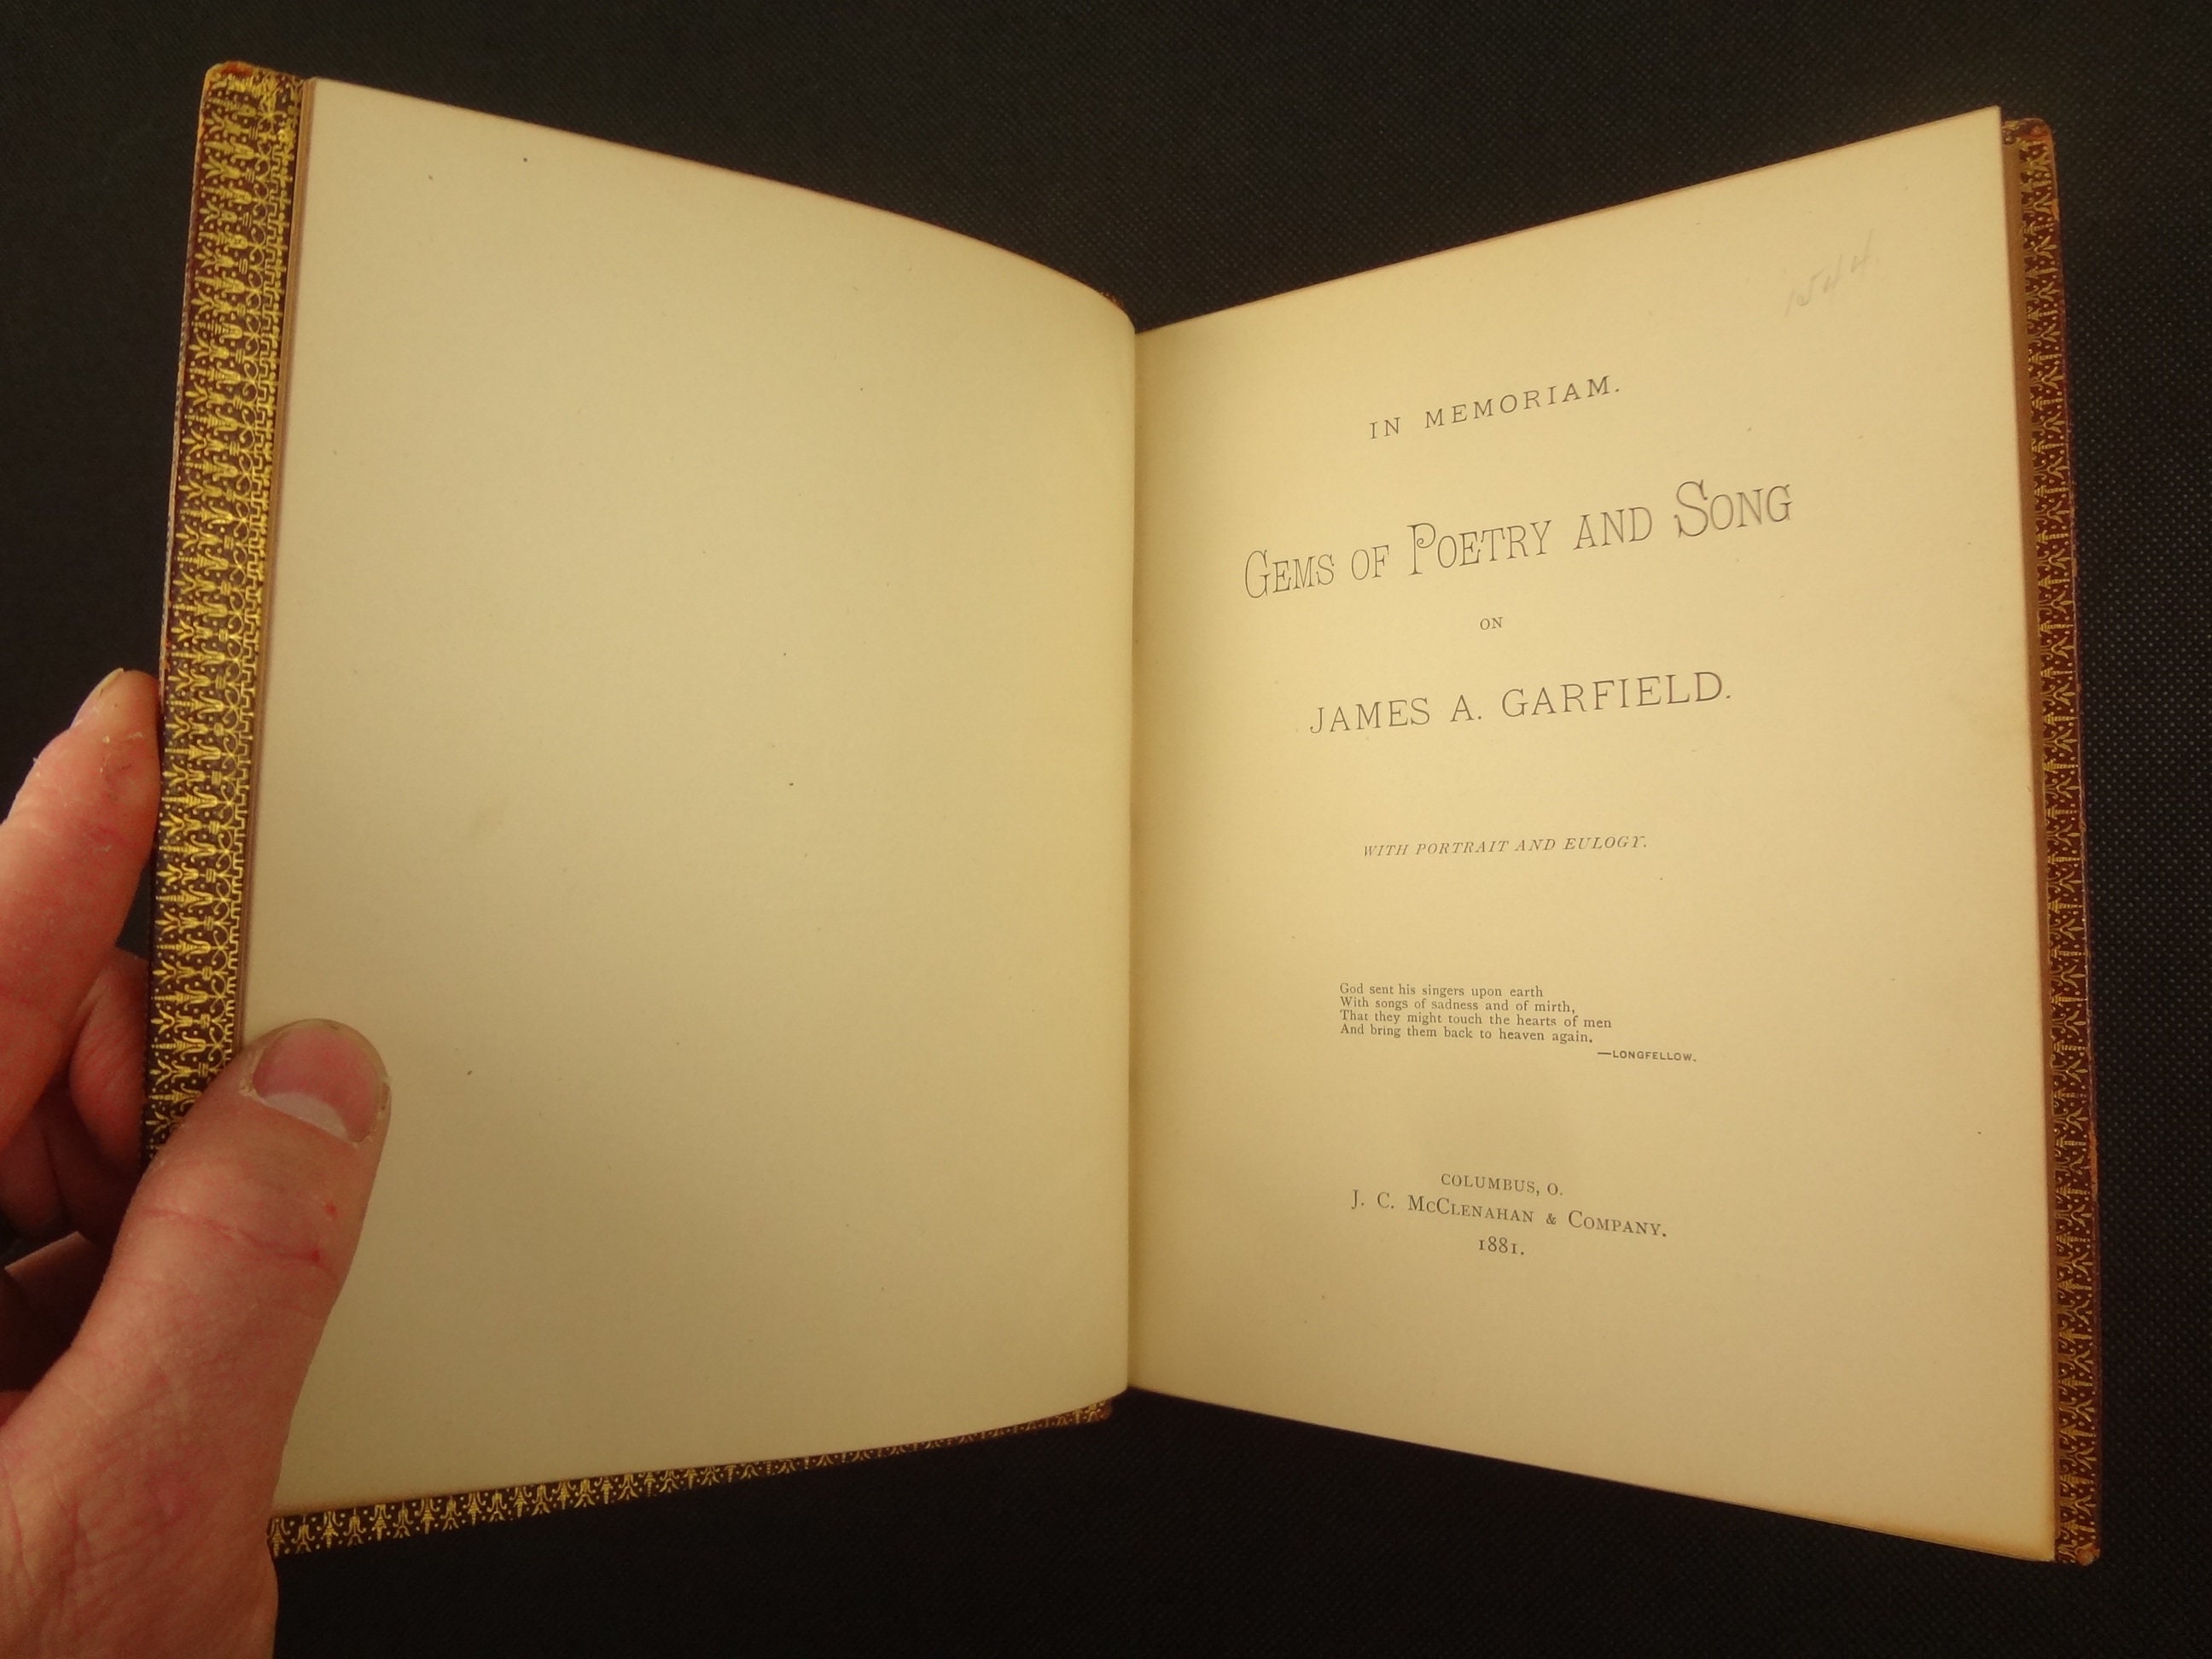 1544.
IN MEMORIAM.
GEMS OF POETRY AND SONG
ON
JAMES A. GARFIELD.
WITH PORTRAIT AND EULOGY.
God sent his singers upon earth
With songs of sadness and of mirth,
That they might touch the hearts of men
And bring them back to heaven again.
—LONGFELLOW.
COLUMBUS, O.
J. C. MCCLENAHAN & COMPANY.
1881.